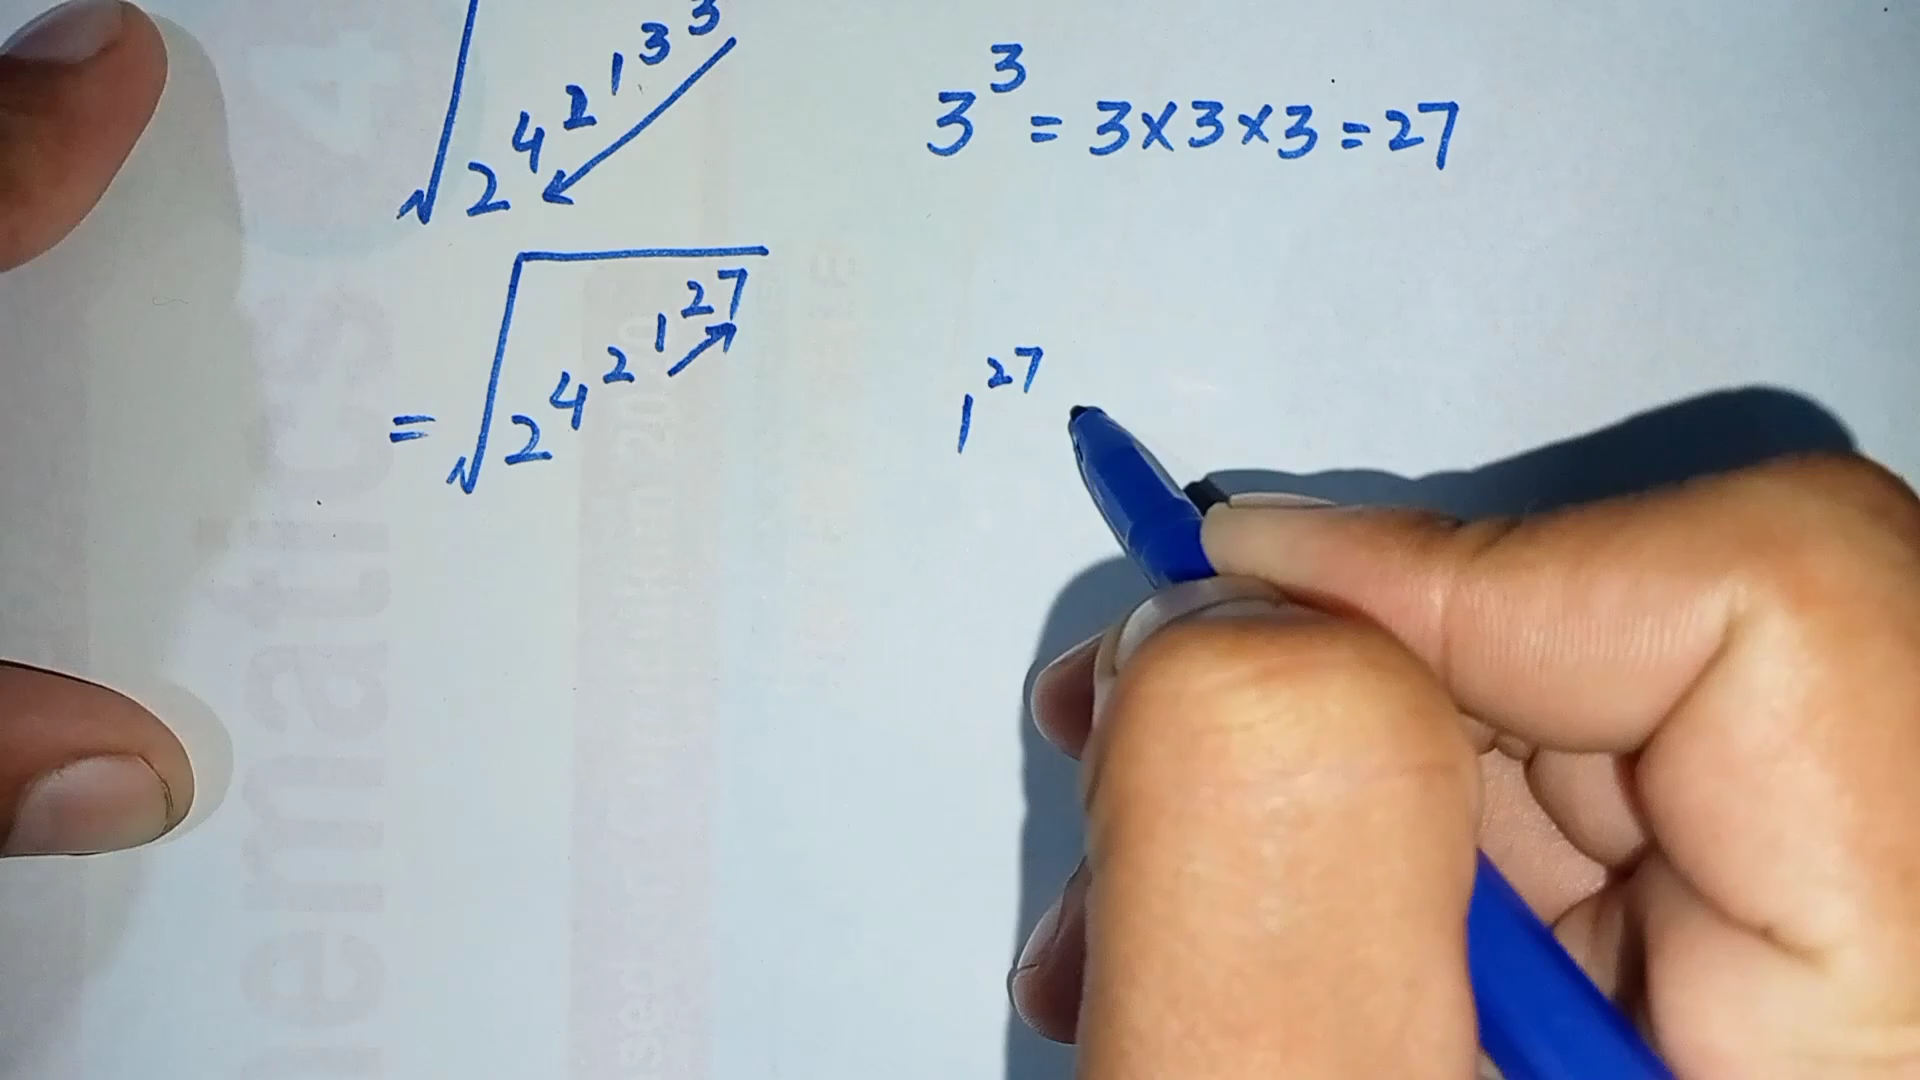 √2^4^2^1^3^3
3^3 = 3×3×3=27
= √2^4^2^1^27
1^27